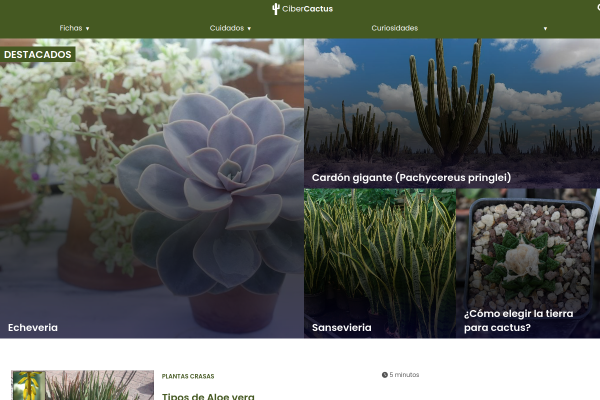 CiberCactus
Fichas ▾
Cuidados ▾
Curiosidades
▾
DESTACADOS
Echeveria
Cardón gigante (Pachycereus pringlei)
Sansevieria
¿Cómo elegir la tierra
para cactus?
PLANTAS CRASAS
5 minutos
Tipos de Aloe vera